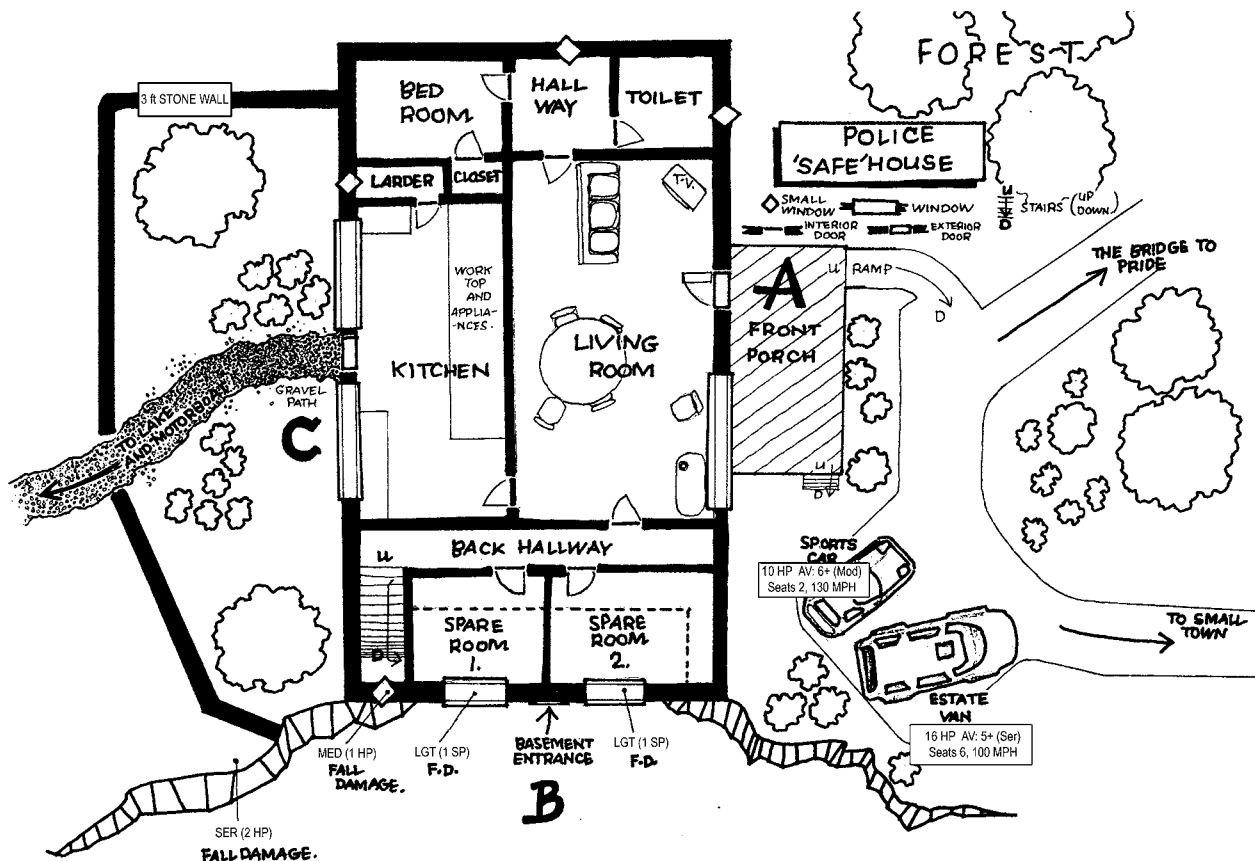 FOREST
3 ft STONE WALL
BED
ROOM
HALL
WAY
TOILET
POLICE
'SAFE' HOUSE
LARDER
CLOSET
T.V.
SMALL
WINDOW
WINDOW
INTERIOR
DOOR
EXTERIOR
DOOR
U
D
STAIRS (UP
DOWN)
THE BRIDGE TO
PRIDE
U RAMP
D
A
FRONT
PORCH
WORK
TOP
AND
APPLIA-
-NCES.
KITCHEN
LIVING
ROOM
GRAVEL
PATH
TO LAKE
AND MOTORBOAT
C
U
D
BACK HALLWAY
U
D
SPARE
ROOM
1.
SPARE
ROOM
2.
SPORTS
CAR
10 HP AV: 6+ (Mod)
Seats 2, 130 MPH
TO SMALL
TOWN
ESTATE
VAN
16 HP AV: 5+ (Ser)
Seats 6, 100 MPH
MED (1 HP)
FALL
DAMAGE.
LGT (1 SP)
F.D.
BASEMENT
ENTRANCE
LGT (1 SP)
F.D.
B
SER (2 HP)
FALL DAMAGE.